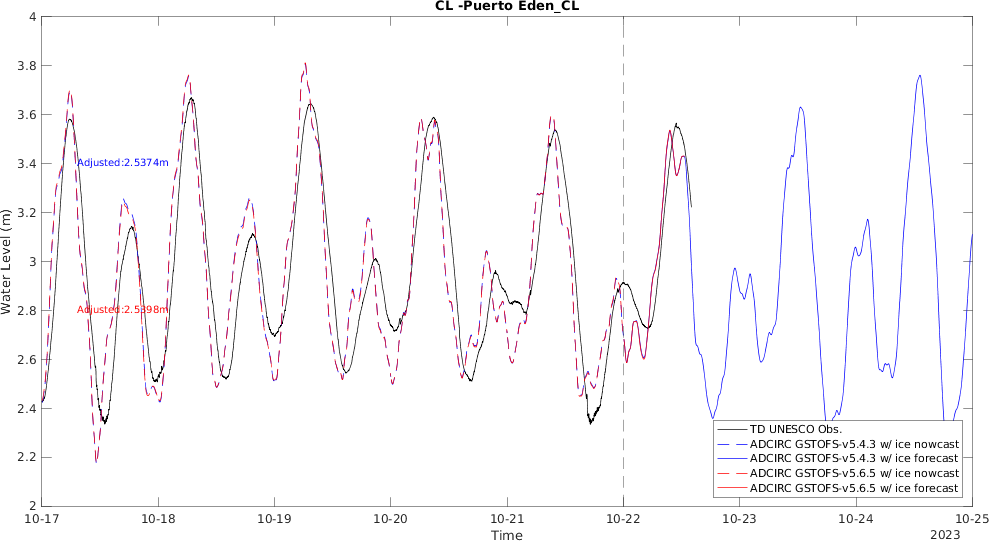 CL -Puerto Eden_CL
Water Level (m)
4
3.8
3.6
3.4
3.2
3
2.8
2.6
2.4
2.2
2
Adjusted:2.5374m
Adjusted:2.5398m
TD UNESCO Obs.
ADCIRC GSTOFS-v5.4.3 w/ ice nowcast
ADCIRC GSTOFS-v5.4.3 w/ ice forecast
ADCIRC GSTOFS-v5.6.5 w/ ice nowcast
ADCIRC GSTOFS-v5.6.5 w/ ice forecast
10-17 10-18 10-19 10-20 10-21 10-22 10-23 10-24 10-25
Time
2023